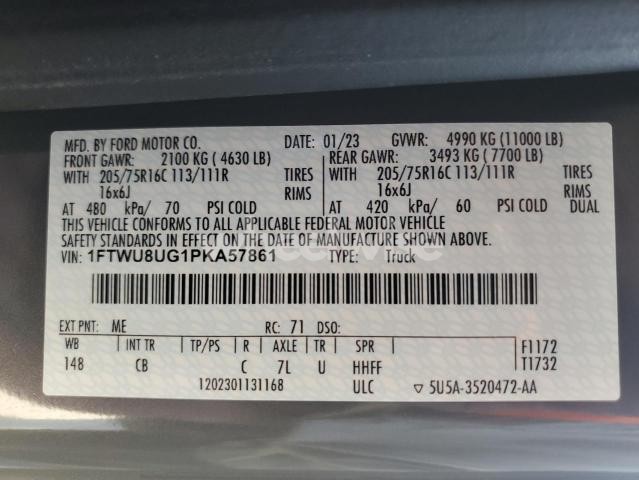 MFD. BY FORD MOTOR CO. DATE: 01/23 GVWR: 4990 KG (11000 LB)
FRONT GAWR: 2100 KG ( 4630 LB) REAR GAWR: 3493 KG ( 7700 LB)
WITH 205/75R16C 113/111R TIRES WITH 205/75R16C 113/111R TIRES
16x6J RIMS 16x6J RIMS
AT 480 kPa/ 70 PSI COLD AT 420 kPa/ 60 PSI COLD DUAL
THIS VEHICLE CONFORMS TO ALL APPLICABLE FEDERAL MOTOR VEHICLE
SAFETY STANDARDS IN EFFECT ON THE DATE OF MANUFACTURE SHOWN ABOVE.
VIN: 1FTWU8UG1PKA57861 TYPE: Truck
EXT PNT: ME RC: 71 DSO:
WB INT TR TP/PS R AXLE TR SPR F1172
148 CB C 7L U HHFF T1732
1202301131168 ULC ▽ 5U5A-3520472-AA